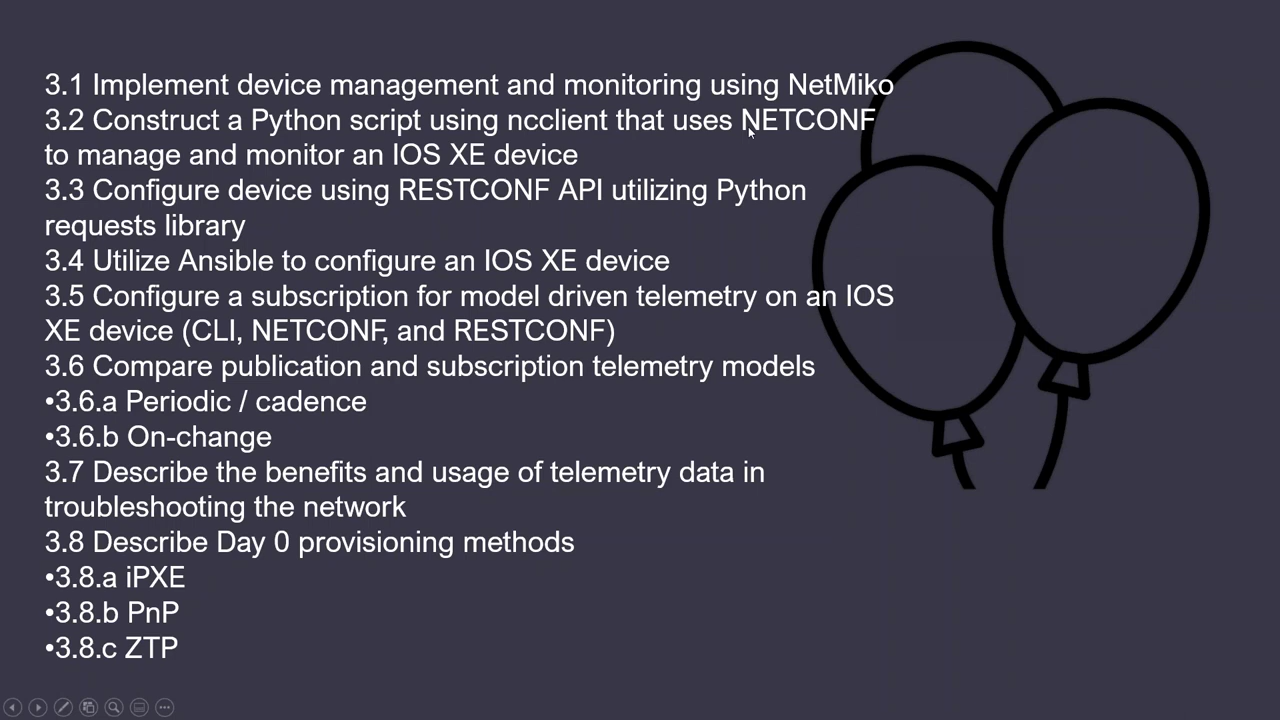 3.1 Implement device management and monitoring using NetMiko
3.2 Construct a Python script using ncclient that uses NETCONF
to manage and monitor an IOS XE device
3.3 Configure device using RESTCONF API utilizing Python
requests library
3.4 Utilize Ansible to configure an IOS XE device
3.5 Configure a subscription for model driven telemetry on an IOS
XE device (CLI, NETCONF, and RESTCONF)
3.6 Compare publication and subscription telemetry models
•3.6.a Periodic / cadence
•3.6.b On-change
3.7 Describe the benefits and usage of telemetry data in
troubleshooting the network
3.8 Describe Day 0 provisioning methods
•3.8.a iPXE
•3.8.b PnP
•3.8.c ZTP